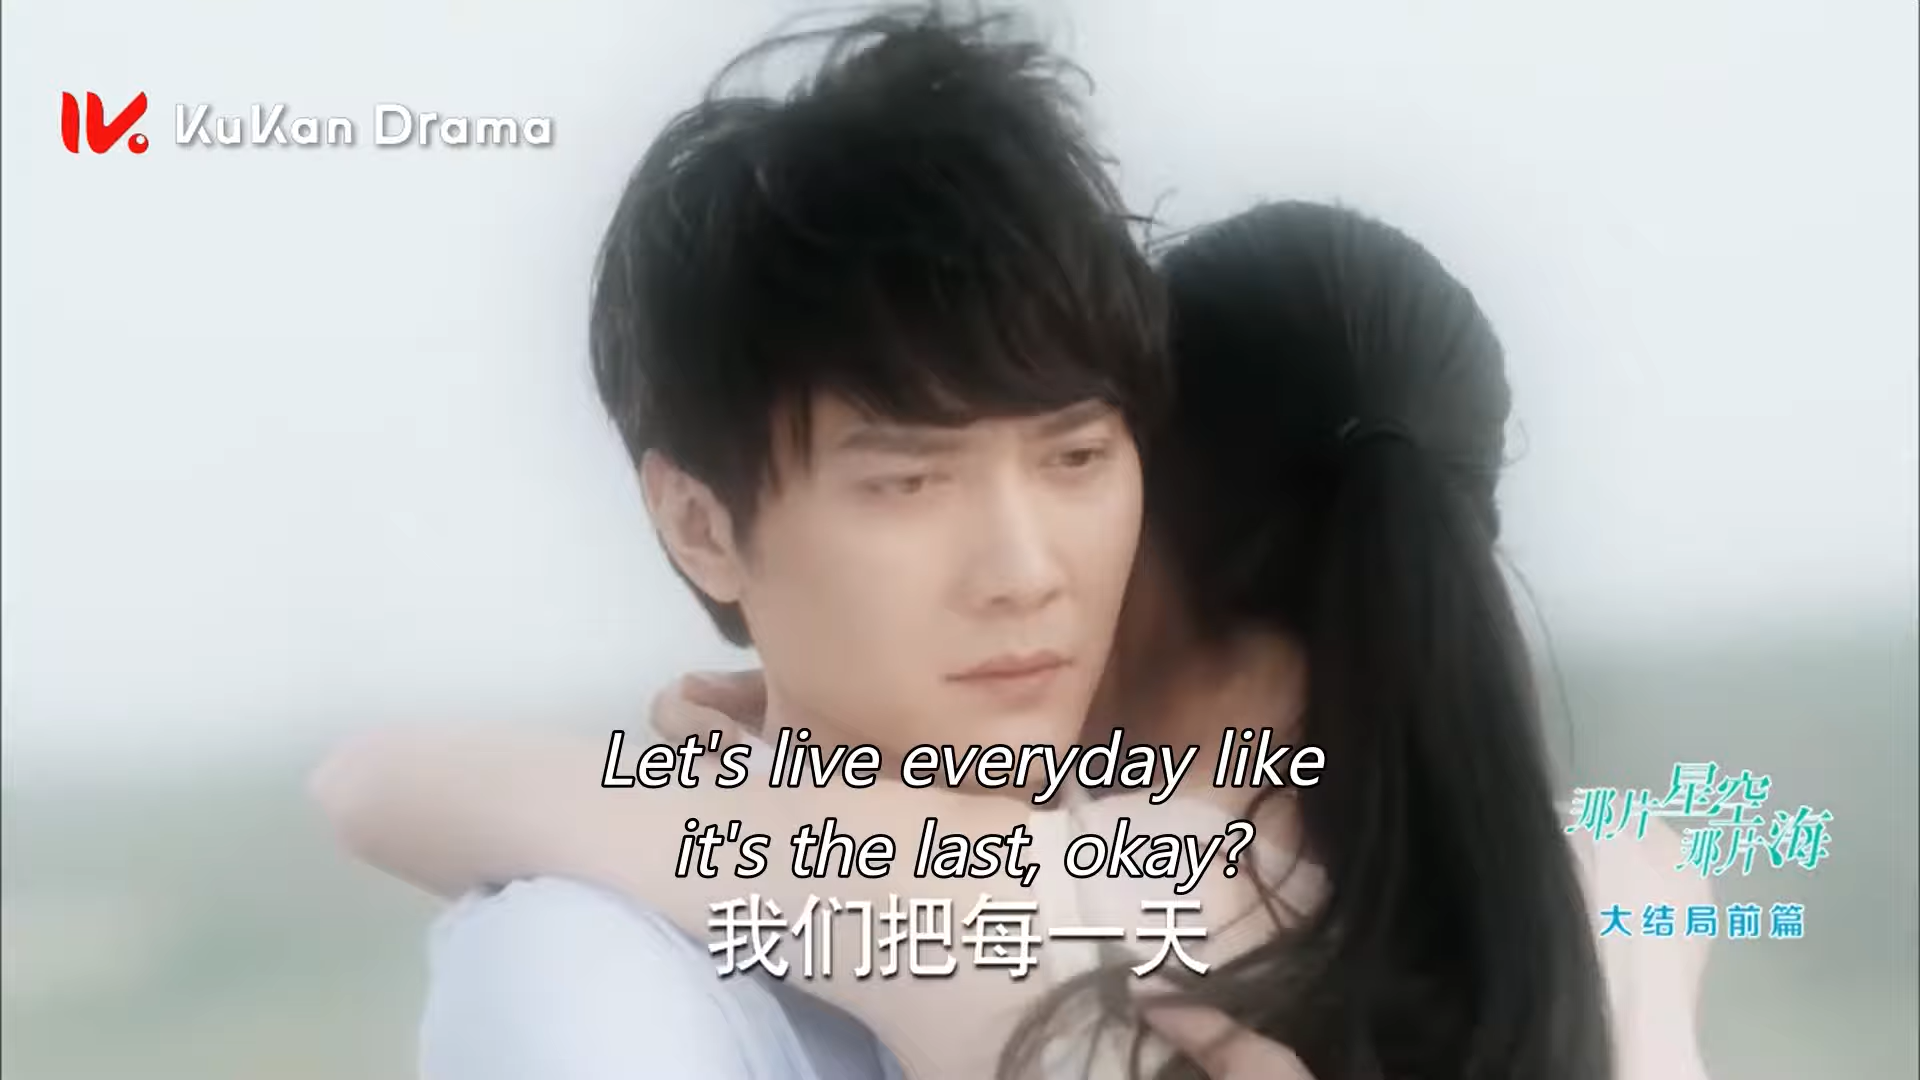 KuKan Drama
Let's live everyday like
it's the last, okay?
我们把每一天
那片星空
那片海
大结局前篇